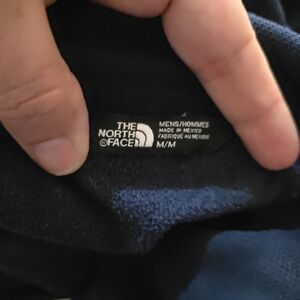 THE
NORTH
FACE
MENS/HOMMES
MADE IN MEXICO
FABRIQUE AU MEXIQUE
M/M